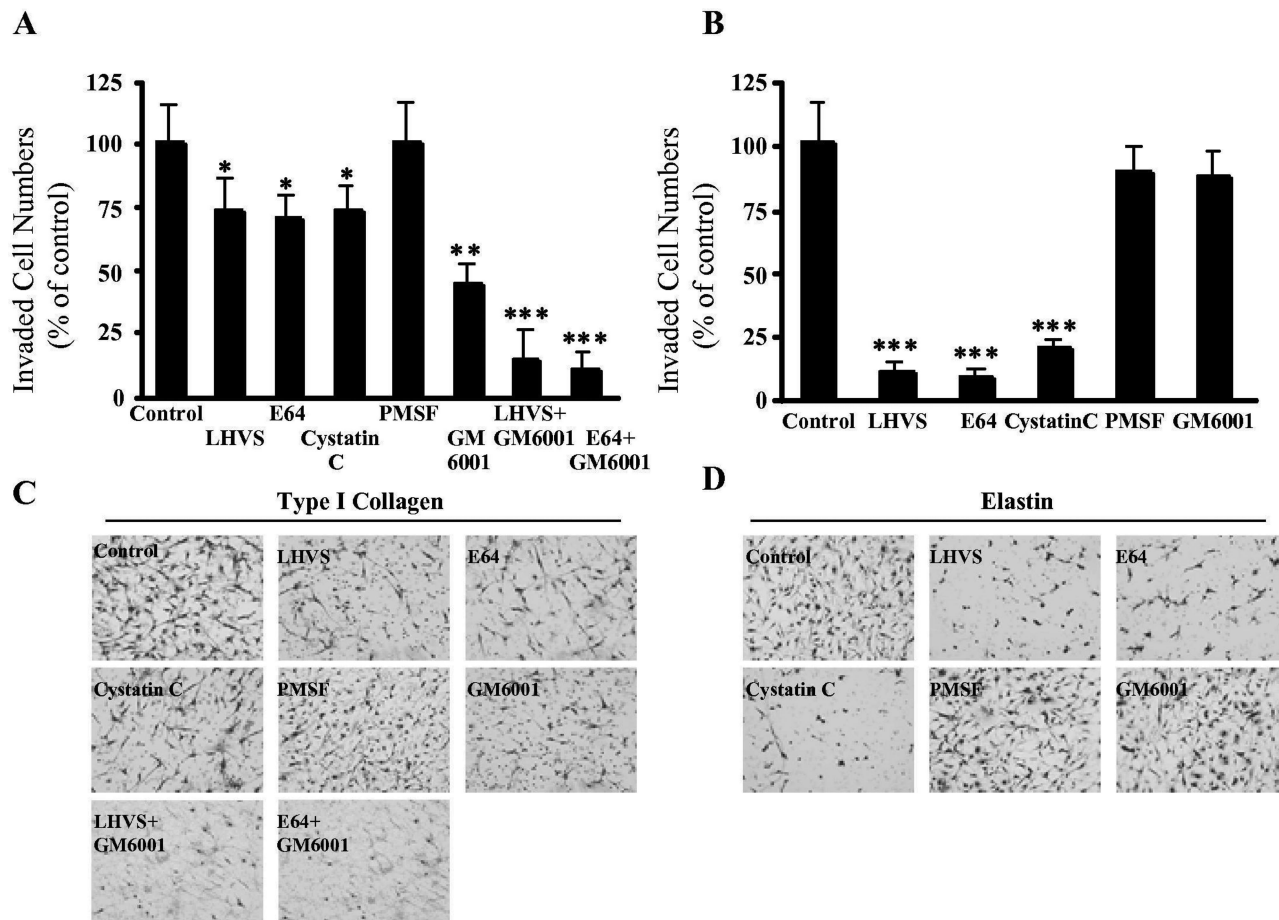 A
Invaded Cell Numbers
(% of control)
125
100
75
50
25
0
*
*
*
**
***
***
Control
LHVS
E64
Cystatin
C
PMSF
GM
6001
LHVS+
GM6001
E64+
GM6001
B
Invaded Cell Numbers
(% of control)
125
100
75
50
25
0
***
***
***
Control
LHVS
E64
CystatinC
PMSF
GM6001
C
Type I Collagen
Control
LHVS
E64
Cystatin C
PMSF
GM6001
LHVS+
GM6001
E64+
GM6001
D
Elastin
Control
LHVS
E64
Cystatin C
PMSF
GM6001